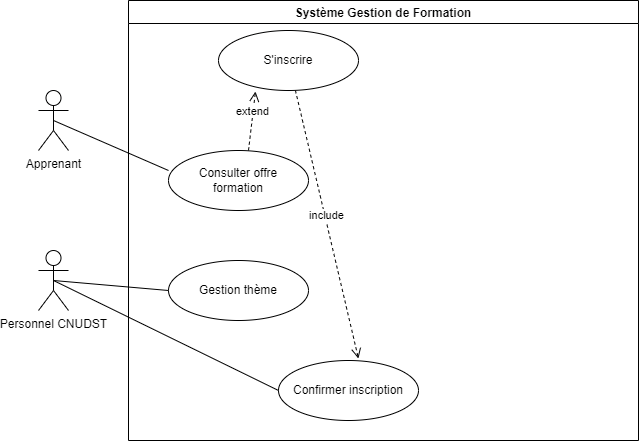 Système Gestion de Formation
S'inscrire
extend
Apprenant
Consulter offre
formation
include
Gestion thème
Personnel CNUDST
Confirmer inscription